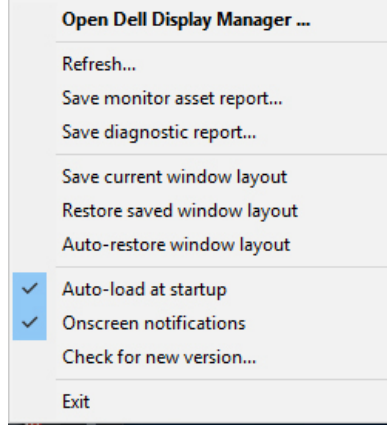 Open Dell Display Manager ...
Refresh...
Save monitor asset report...
Save diagnostic report...
Save current window layout
Restore saved window layout
Auto-restore window layout
Auto-load at startup
Onscreen notifications
Check for new version...
Exit